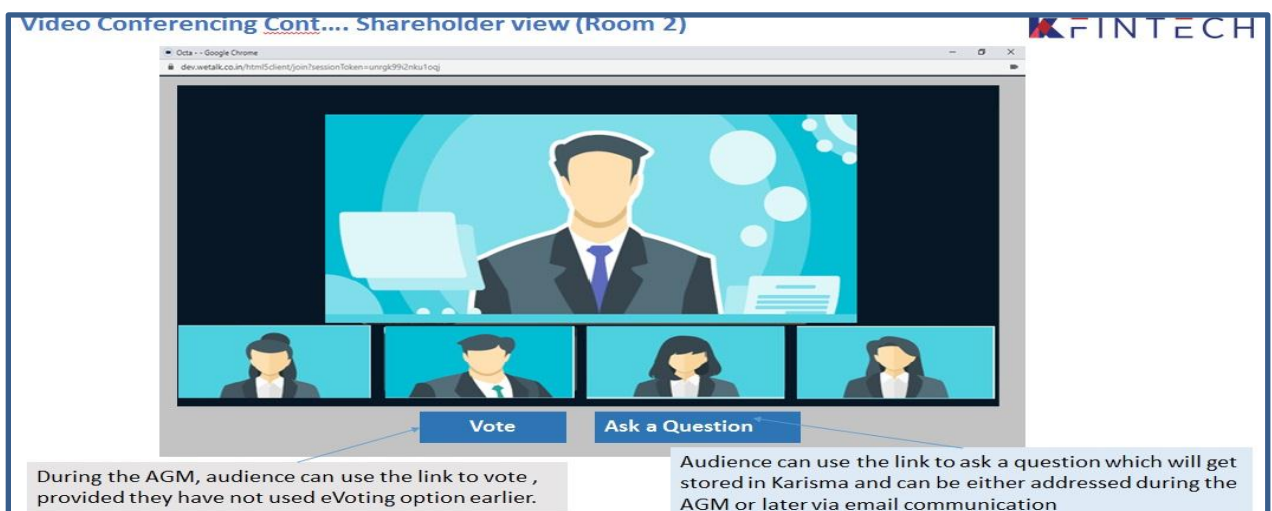 Video Conferencing Cont.... Shareholder view (Room 2)
KFINTECH
Octa - - Google Chrome
dev.wetalk.co.in/html5client/join?sessionToken=unrgk99i2nku1oqj
Vote
Ask a Question
During the AGM, audience can use the link to vote ,
provided they have not used eVoting option earlier.
Audience can use the link to ask a question which will get
stored in Karisma and can be either addressed during the
AGM or later via email communication